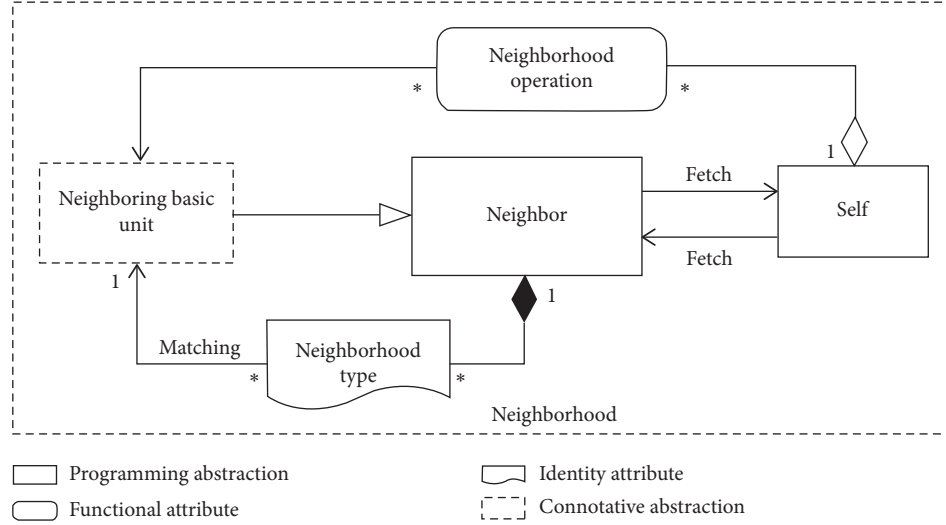 Neighborhood
operation
*
*
1
Neighboring basic
unit
Neighbor
Fetch
Self
Fetch
1
1
Matching
Neighborhood
type
*
*
Neighborhood
Programming abstraction
Identity attribute
Functional attribute
Connotative abstraction